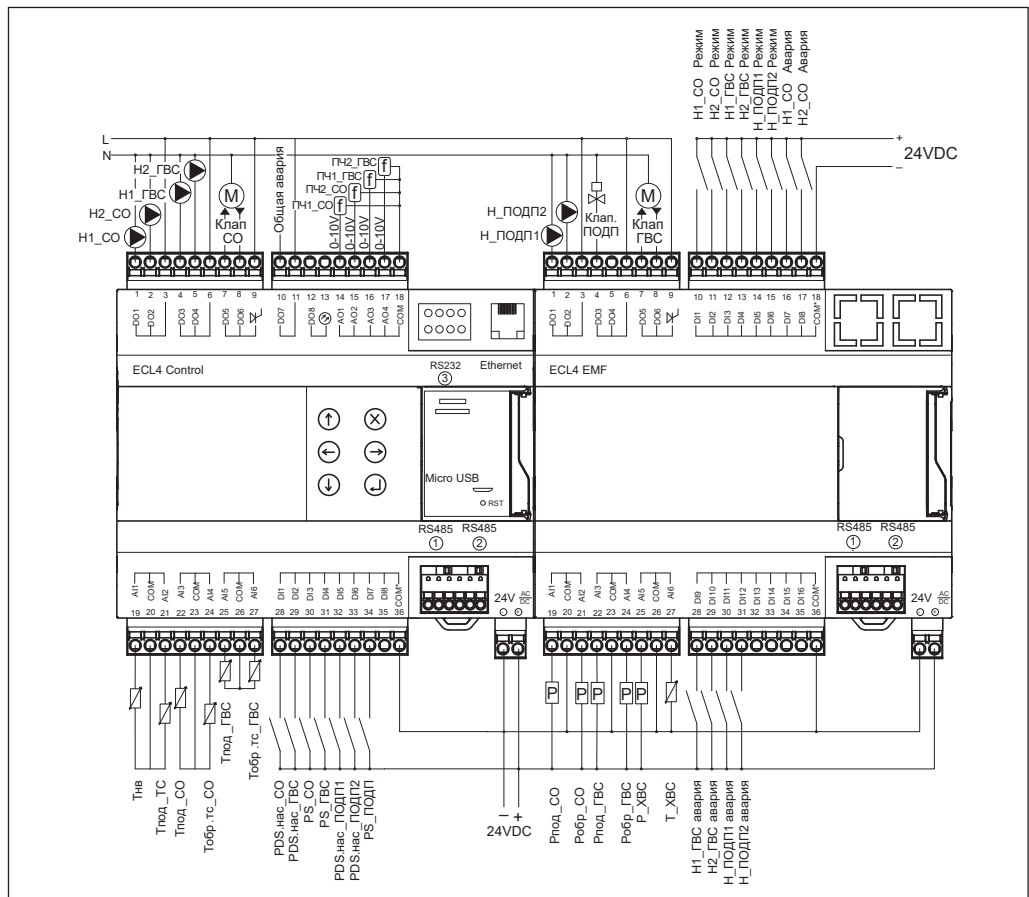 Н1_СО Режим
Н2_СО Режим
Н1_ГВС Режим
Н2_ГВС Режим
Н_ПОДП1 Режим
Н_ПОДП2 Режим
Н1_СО Авария
Н2_СО Авария
L
N
+
24VDC
–
Н2_ГВС
Н1_ГВС
Н2_СО
Н1_СО
M
Клап
СО
Общая авария
ПЧ2_ГВС
ПЧ1_ГВС
ПЧ2_СО
ПЧ1_СО
f
f
f
f
0-10V
0-10V
0-10V
0-10V
Н_ПОДП2
Н_ПОДП1
Клап.
ПОДП
M
Клап
ГВС
1 2 3 4 5 6 7 8 9
DO1 DO2 DO3 DO4 DO5 DO6
10 11 12 13 14 15 16 17 18
DO7 DO8 AO1 AO2 AO3 AO4 COM
1 2 3 4 5 6 7 8 9
DO1 DO2 DO3 DO4 DO5 DO6
10 11 12 13 14 15 16 17 18
DI1 DI2 DI3 DI4 DI5 DI6 DI7 DI8 COM*
ECL4 Control
RS232
3
Ethernet
ECL4 EMF
Micro USB
RST
RS485 RS485
1 2
RS485 RS485
1 2
AI1 COM AI2 AI3 COM AI4 AI5 COM AI6
19 20 21 22 23 24 25 26 27
DI1 DI2 DI3 DI4 DI5 DI6 DI7 DI8 COM*
28 29 30 31 32 33 34 35 36
24V AC DC
– +
AI1 COM AI2 AI3 COM AI4 AI5 COM AI6
19 20 21 22 23 24 25 26 27
DI9 DI10 DI11 DI12 DI13 DI14 DI15 DI16 COM*
28 29 30 31 32 33 34 35 36
24V AC DC
– +
Тнв
Тпод_ТС
Тпод_СО
Тобр.тс_СО
Тпод_ГВС
Тобр.тс_ГВС
PDS.нас_СО
PDS.нас_ГВС
PS_СО
PS_ГВС
PDS.нас_ПОДП1
PDS.нас_ПОДП2
PS_ПОДП
– +
24VDC
P
P
P
P
P
Рпод_СО
Робр_СО
Рпод_ГВС
Робр_ГВС
Р_ХВС
Т_ХВС
Н1_ГВС авария
Н2_ГВС авария
Н_ПОДП1 авария
Н_ПОДП2 авария